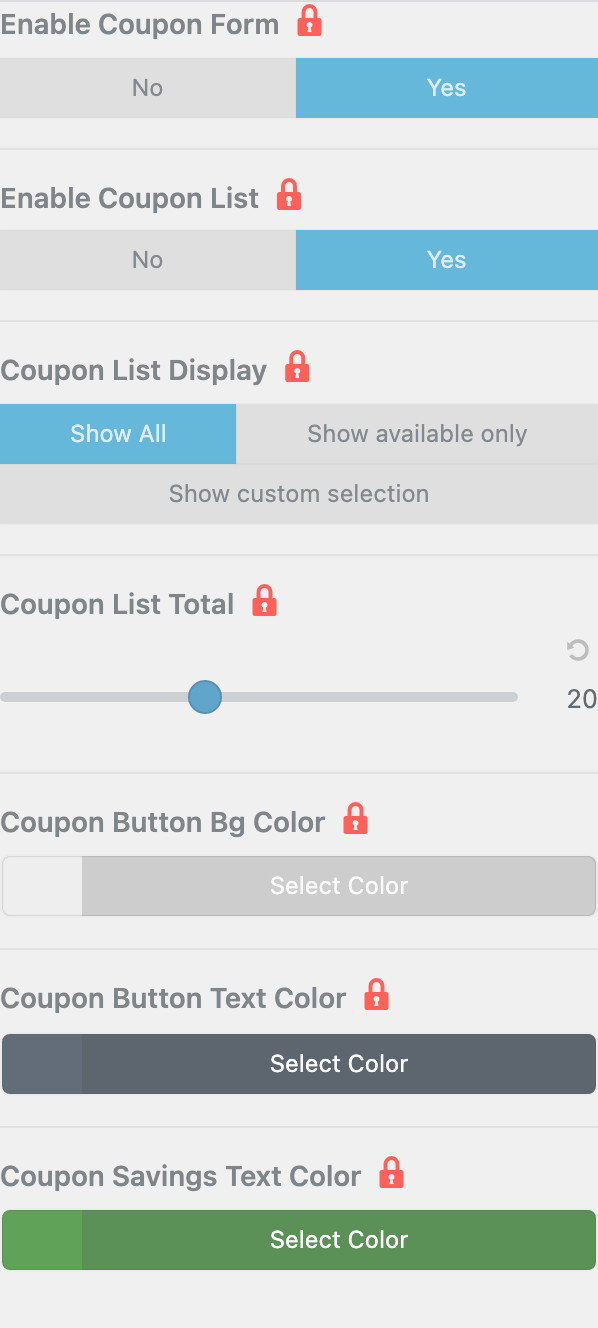 Enable Coupon Form
No Yes
Enable Coupon List
No Yes
Coupon List Display
Show All Show available only
Show custom selection
Coupon List Total
20
Coupon Button Bg Color
Select Color
Coupon Button Text Color
Select Color
Coupon Savings Text Color
Select Color